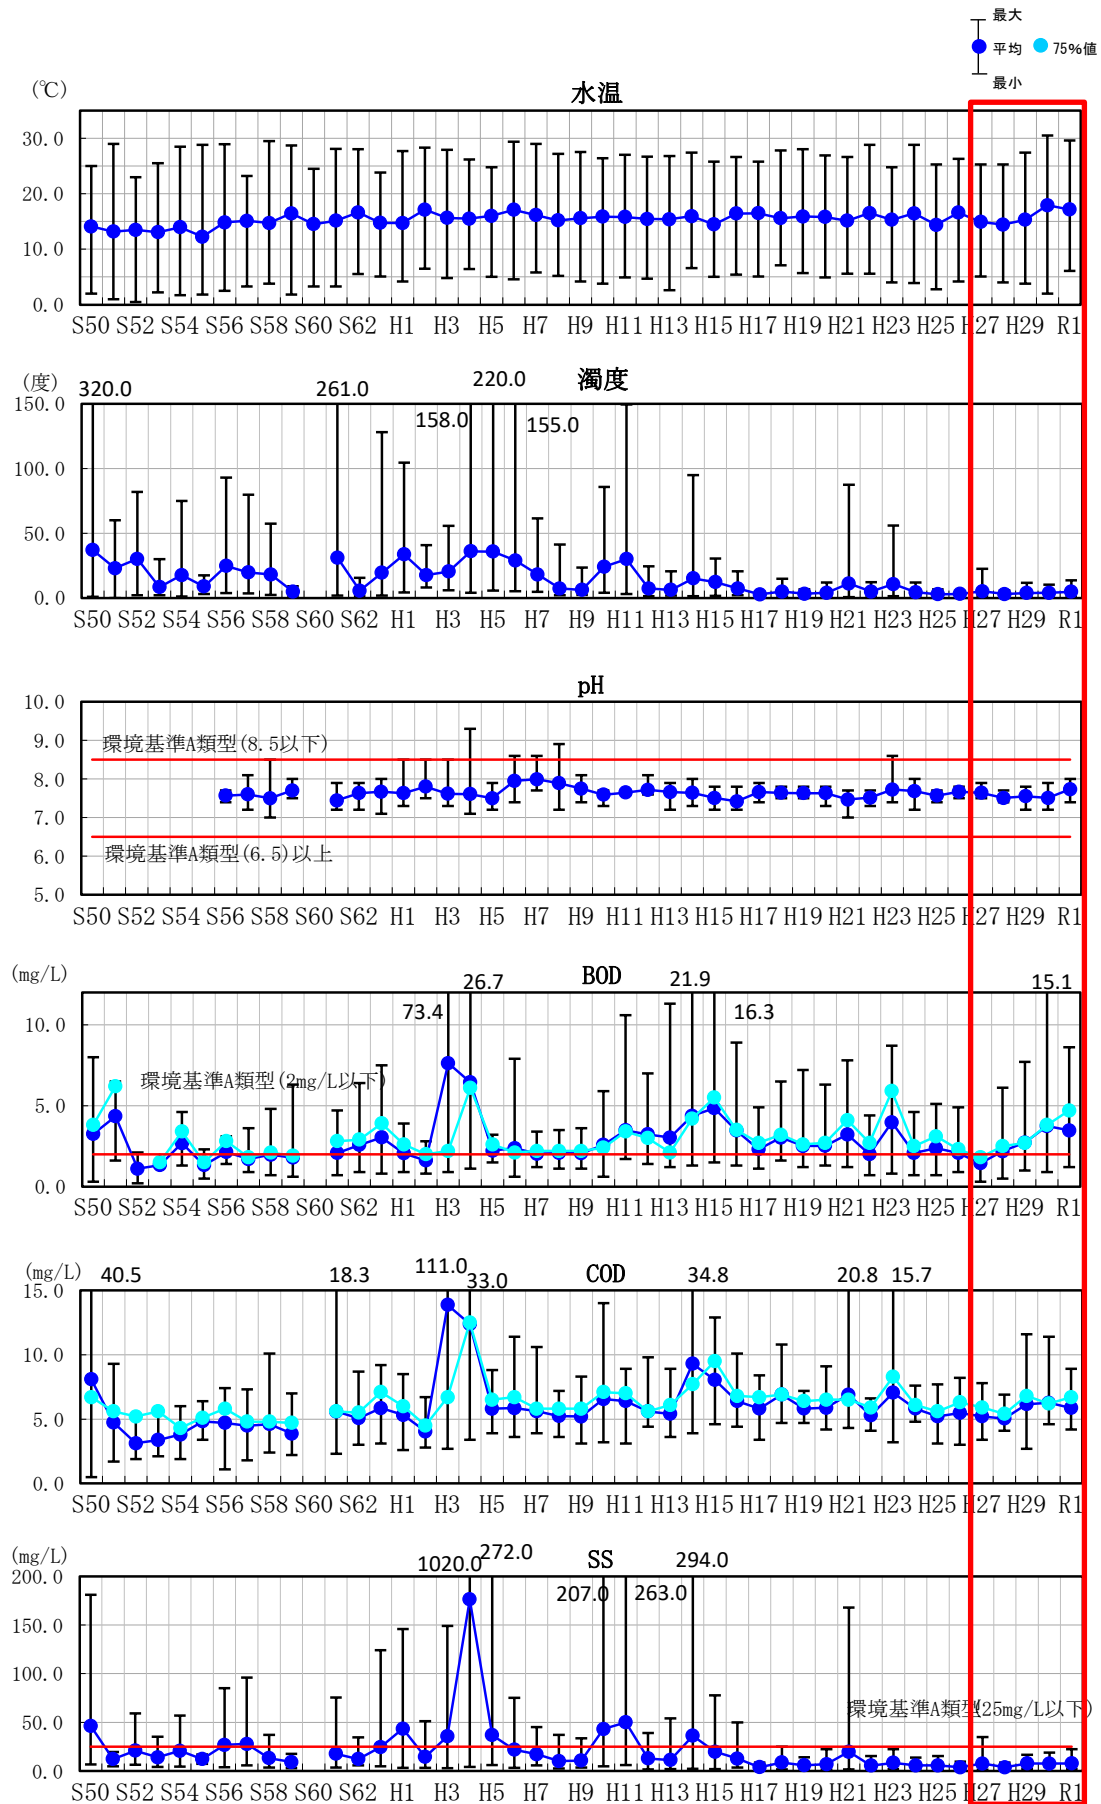 最大
平均 75%値
最小
(℃) 水温
30.0
20.0
10.0
0.0
S50 S52 S54 S56 S58 S60 S62 H1 H3 H5 H7 H9 H11 H13 H15 H17 H19 H21 H23 H25 H27 H29 R1
(度) 320.0 261.0 220.0 濁度
158.0 155.0
150.0
100.0
50.0
0.0
S50 S52 S54 S56 S58 S60 S62 H1 H3 H5 H7 H9 H11 H13 H15 H17 H19 H21 H23 H25 H27 H29 R1
pH
10.0
環境基準A類型(8.5以下)
9.0
8.0
7.0
6.0
環境基準A類型(6.5)以上
5.0
S50 S52 S54 S56 S58 S60 S62 H1 H3 H5 H7 H9 H11 H13 H15 H17 H19 H21 H23 H25 H27 H29 R1
(mg/L) BOD
26.7 21.9 15.1
73.4 16.3
10.0
環境基準A類型(2mg/L以下)
5.0
0.0
S50 S52 S54 S56 S58 S60 S62 H1 H3 H5 H7 H9 H11 H13 H15 H17 H19 H21 H23 H25 H27 H29 R1
(mg/L) 40.5 18.3 111.0 33.0 COD 34.8 20.8 15.7
15.0
10.0
5.0
0.0
S50 S52 S54 S56 S58 S60 S62 H1 H3 H5 H7 H9 H11 H13 H15 H17 H19 H21 H23 H25 H27 H29 R1
(mg/L) 1020.0 272.0 SS 294.0
207.0 263.0
200.0
150.0
100.0
環境基準A類型(25mg/L以下)
50.0
0.0
S50 S52 S54 S56 S58 S60 S62 H1 H3 H5 H7 H9 H11 H13 H15 H17 H19 H21 H23 H25 H27 H29 R1